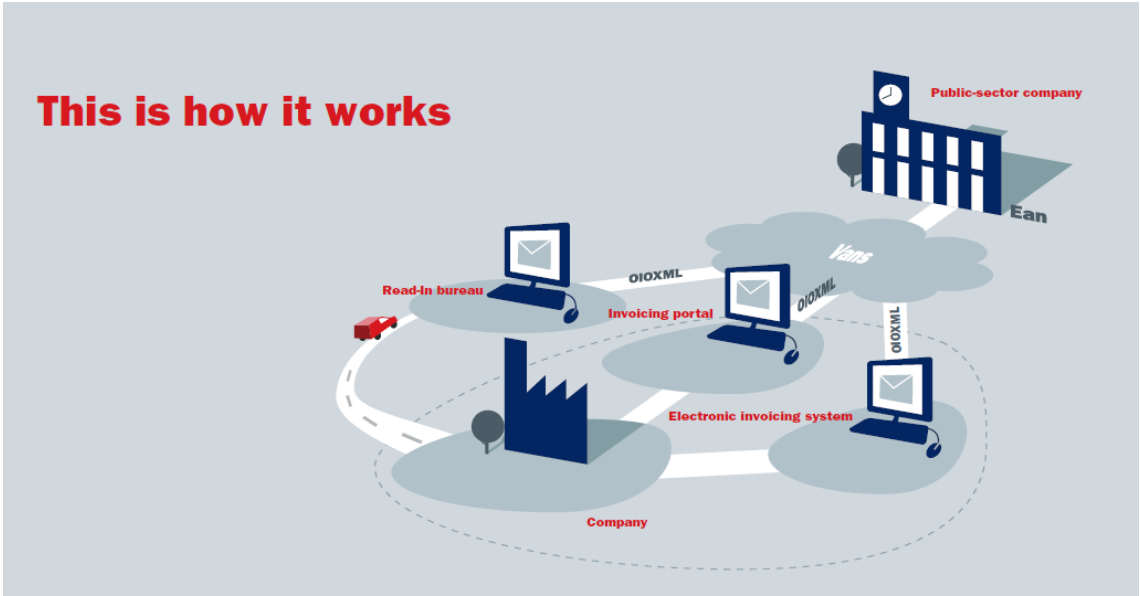 This is how it works
Public-sector company
Ean
Vans
OIOXML
Read-In bureau
OIOXML
Invoicing portal
OIOXML
Electronic invoicing system
Company